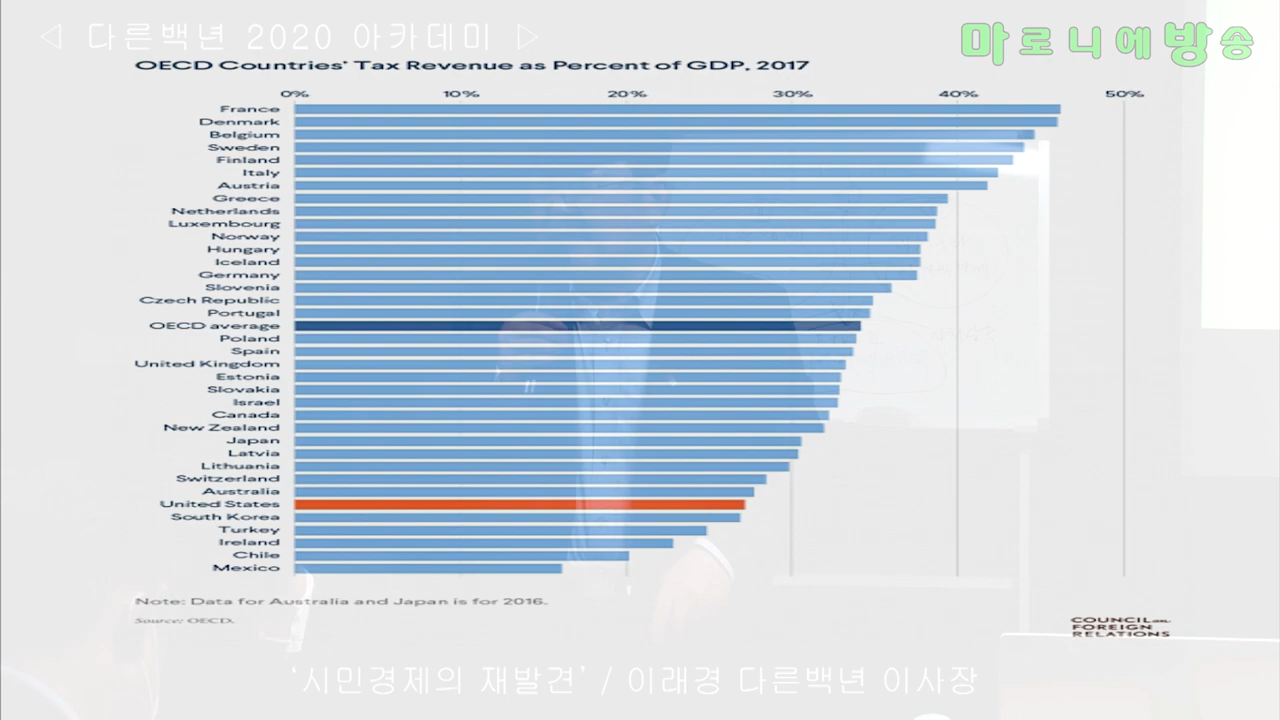 ◁ 다른백년 2020 아카데미 ▷
마로니에방송
OECD Countries' Tax Revenue as Percent of GDP, 2017
0% 10% 20% 30% 40% 50%
France
Denmark
Belgium
Sweden
Finland
Italy
Austria
Greece
Netherlands
Luxembourg
Norway
Hungary
Iceland
Germany
Slovenia
Czech Republic
Portugal
OECD average
Poland
Spain
United Kingdom
Estonia
Slovakia
Israel
Canada
New Zealand
Japan
Latvia
Lithuania
Switzerland
Australia
United States
South Korea
Turkey
Ireland
Chile
Mexico
Note: Data for Australia and Japan is for 2016.
Source: OECD.
COUNCIL on
FOREIGN
RELATIONS
'시민경제의 재발견' / 이래경 다른백년 이사장